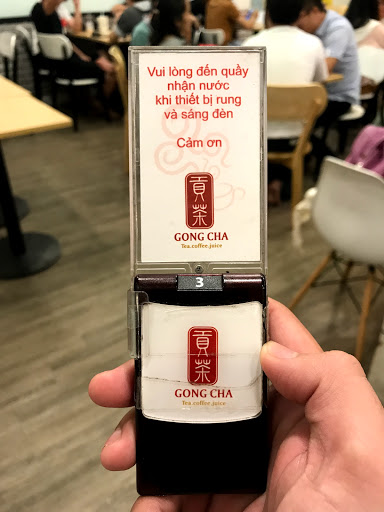 Vui lòng đến quầy
nhận nước
khi thiết bị rung
và sáng đèn
Cảm ơn
貢茶
GONG CHA
Tea.coffee.juice
3
貢茶
GONG CHA
Tea.coffee.juice